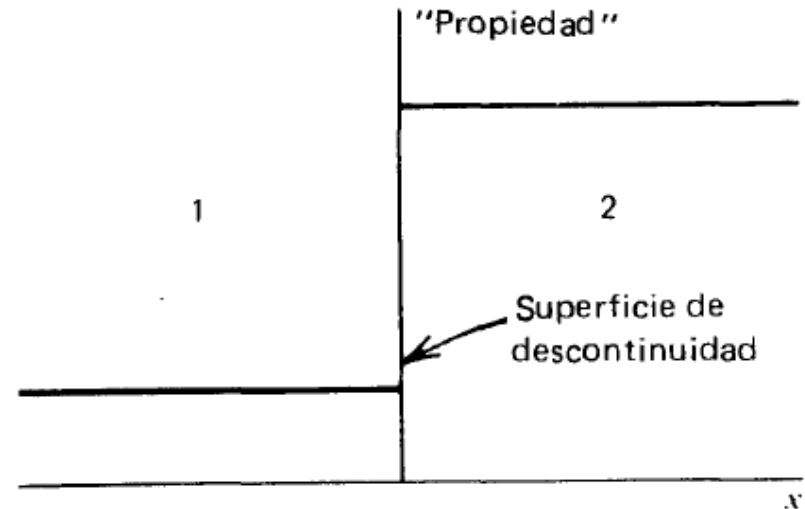 "Propiedad"
1
2
Superficie de
descontinuidad
x